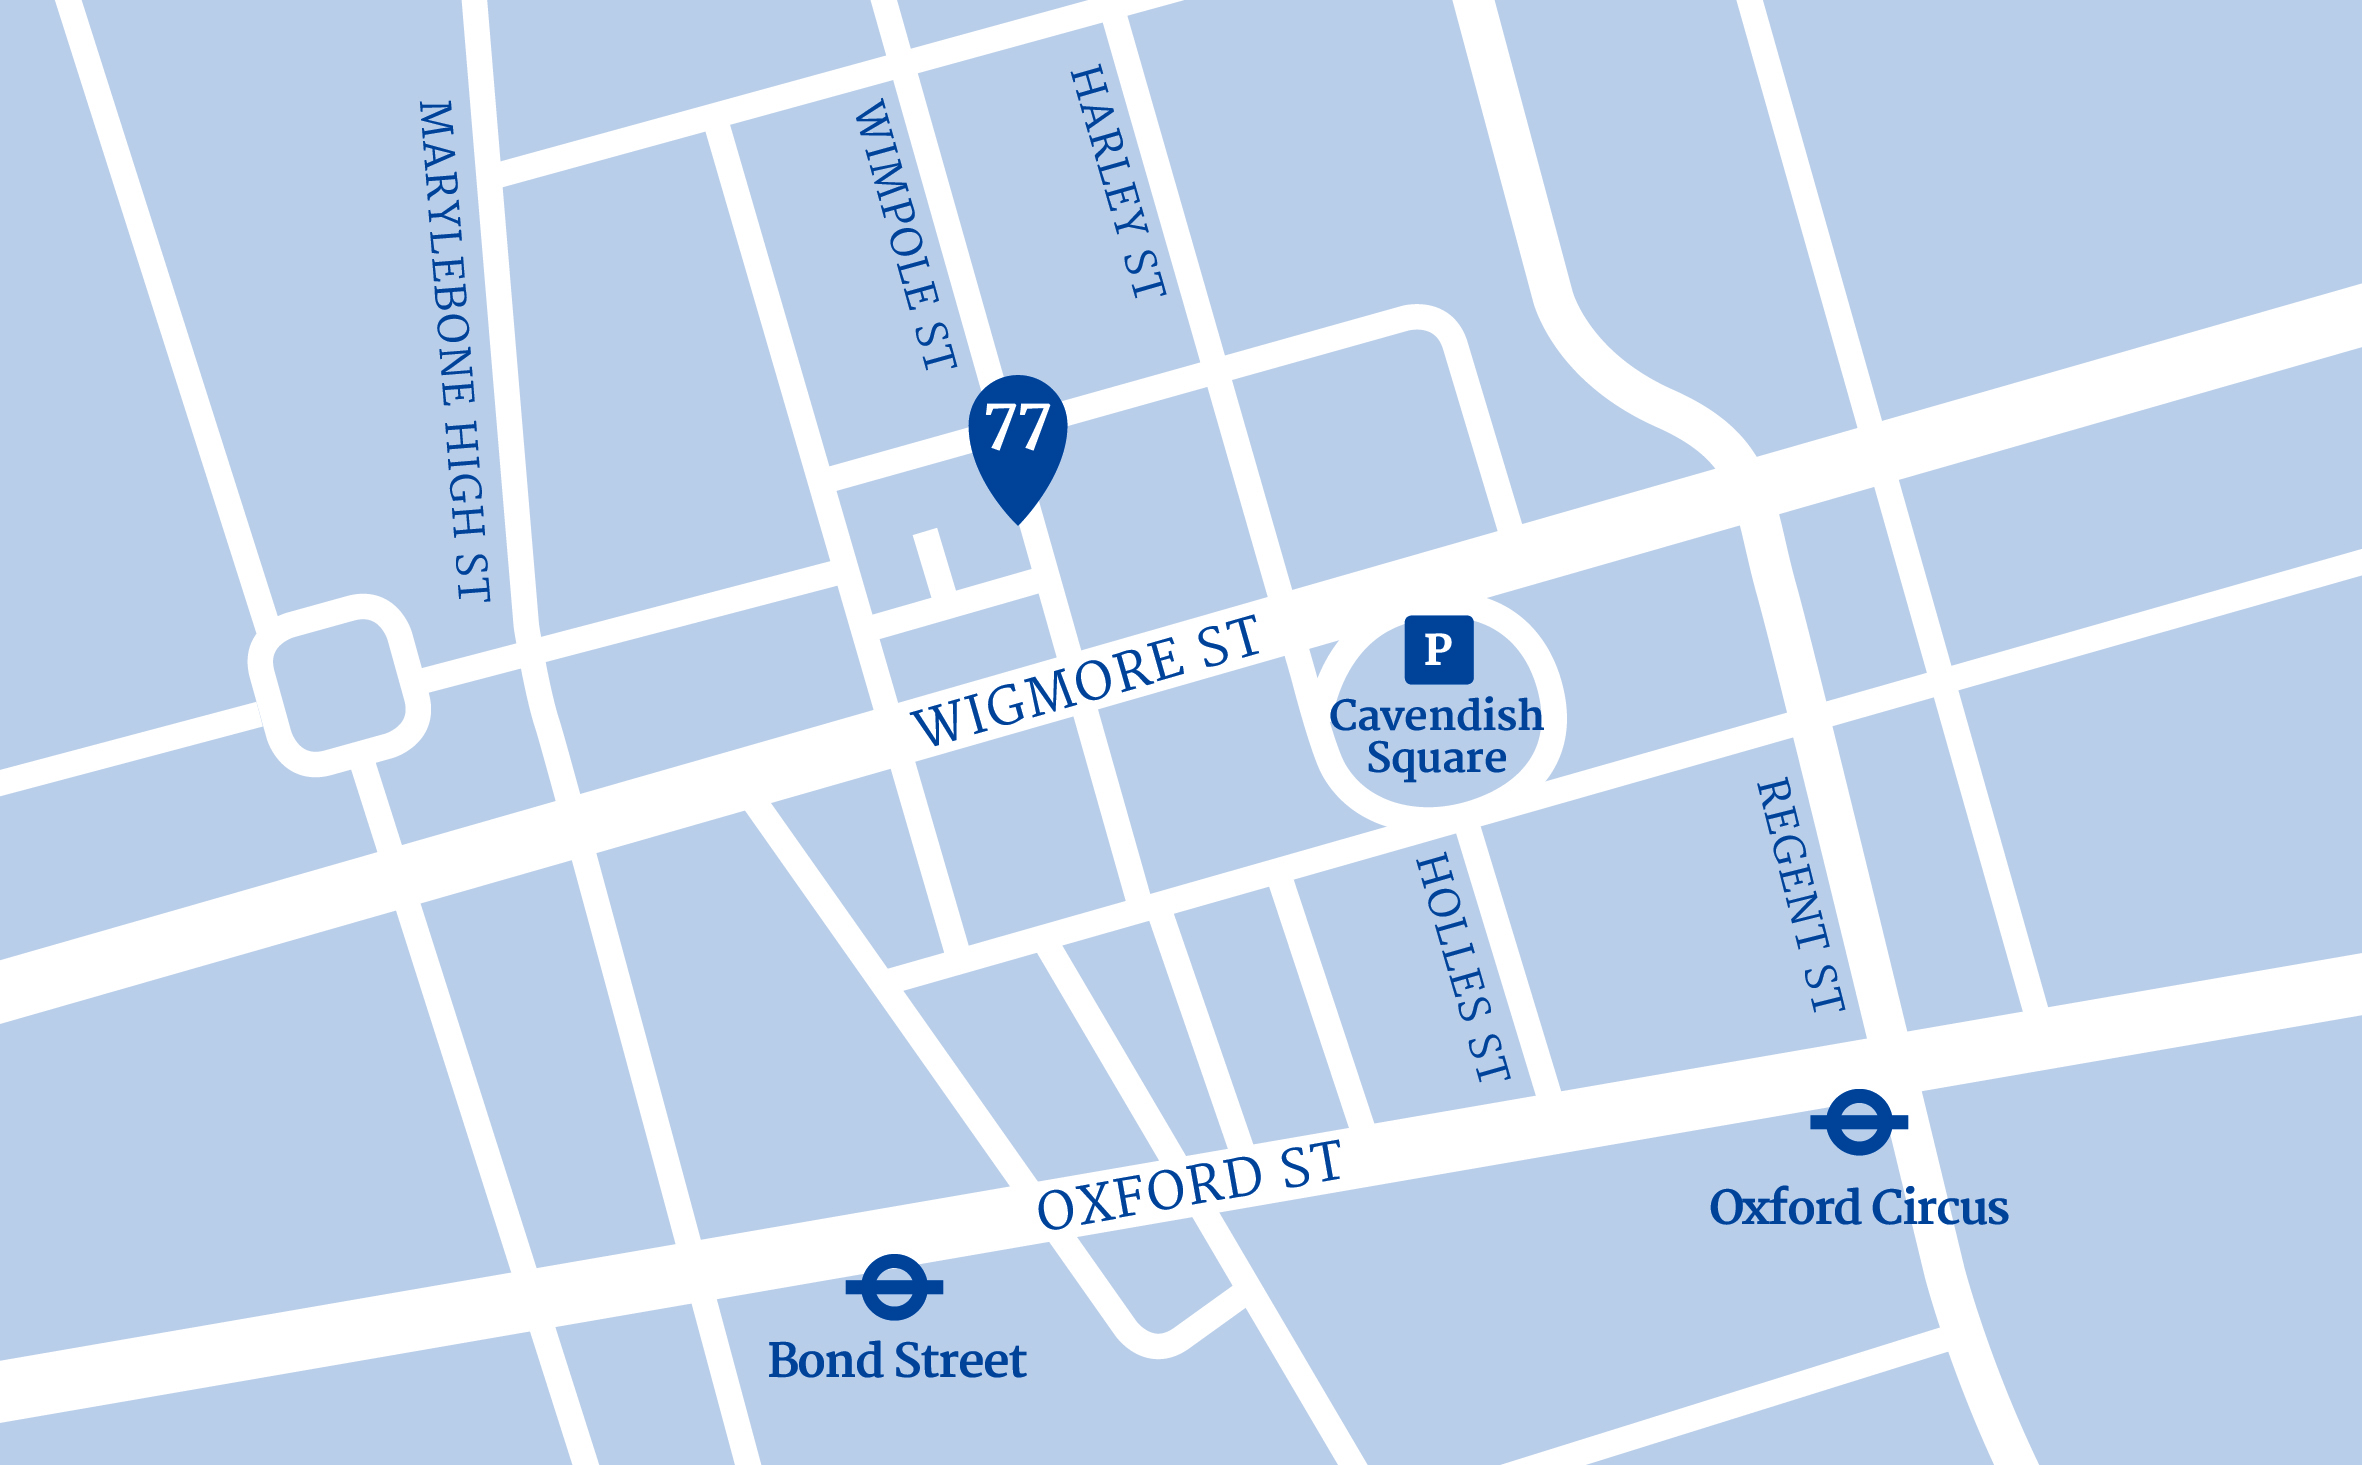 MARYLEBONE HIGH ST
WIMPOLE ST
HARLEY ST
77
WIGMORE ST
P
Cavendish
Square
REGENT ST
HOLLES ST
OXFORD ST
Oxford Circus
Bond Street